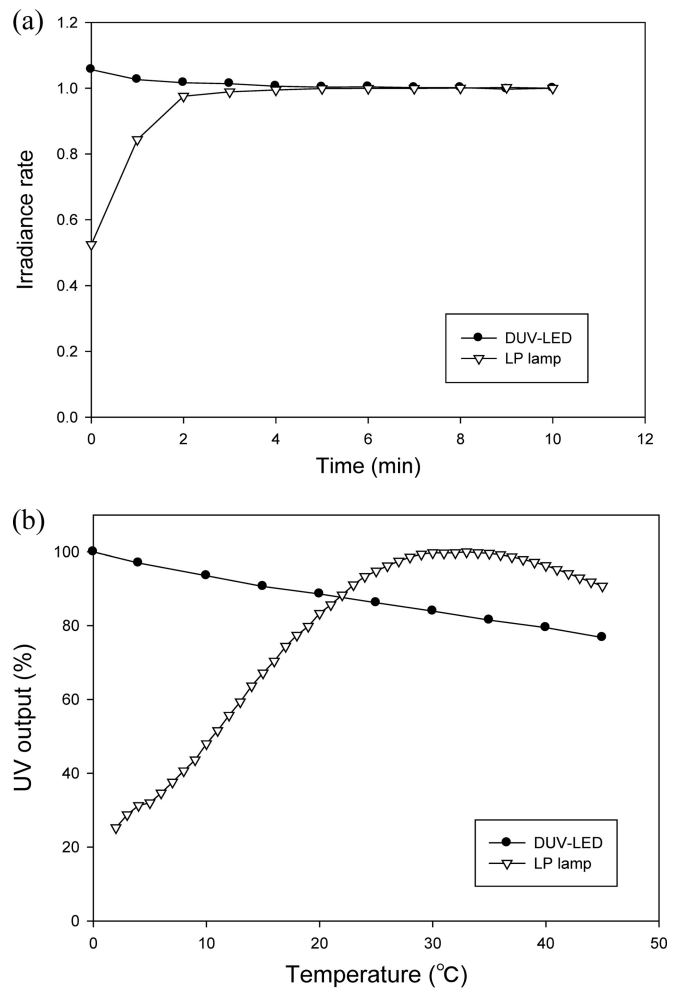 (a)
1.2
1.0
0.8
0.6
0.4
0.2
0.0
Irradiance rate
DUV-LED
LP lamp
0 2 4 6 8 10 12
Time (min)
(b)
100
80
60
40
20
0
UV output (%)
DUV-LED
LP lamp
0 10 20 30 40 50
Temperature (℃)